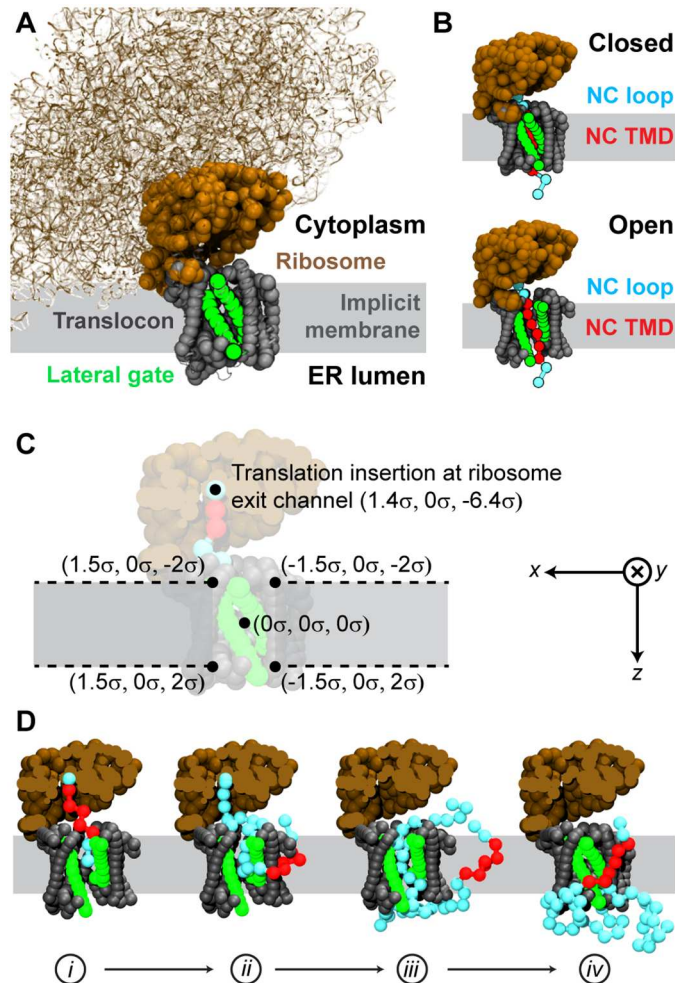 A
Cytoplasm
Ribosome
Translocon
Implicit
membrane
Lateral gate
ER lumen
B
Closed
NC loop
NC TMD
Open
NC loop
NC TMD
C
Translation insertion at ribosome
exit channel (1.4σ, 0σ, -6.4σ)
(1.5σ, 0σ, -2σ)
(-1.5σ, 0σ, -2σ)
(0σ, 0σ, 0σ)
(1.5σ, 0σ, 2σ)
(-1.5σ, 0σ, 2σ)
x
y
z
D
i
ii
iii
iv